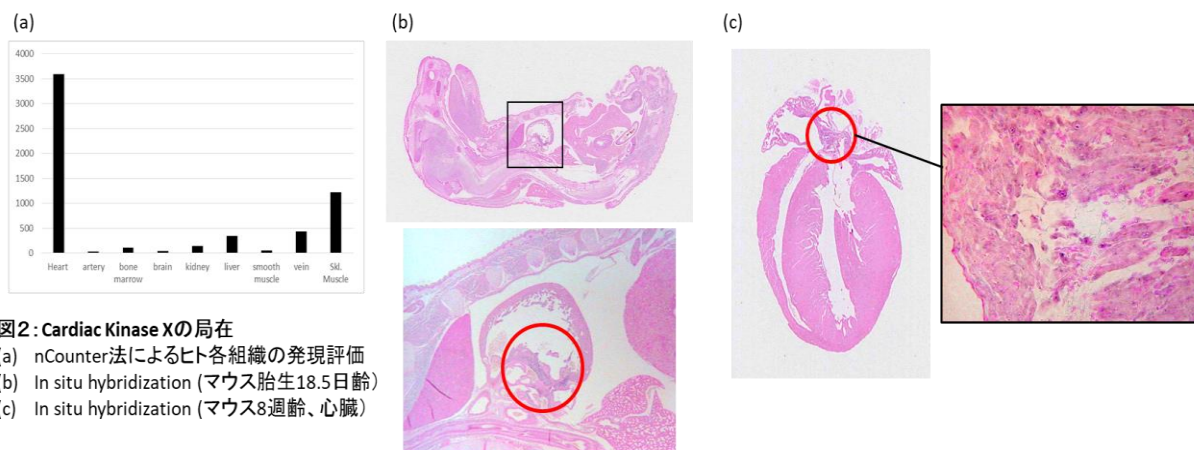 (a)
4000
3500
3000
2500
2000
1500
1000
500
0
Heart
artery
bone marrow
brain
kidney
liver
smooth muscle
vein
Skl. Muscle
(b)
(c)
図２：Cardiac Kinase Xの局在
(a) nCounter法によるヒト各組織の発現評価
(b) In situ hybridization (マウス胎生18.5日齢）
(c) In situ hybridization (マウス8週齢、心臓）